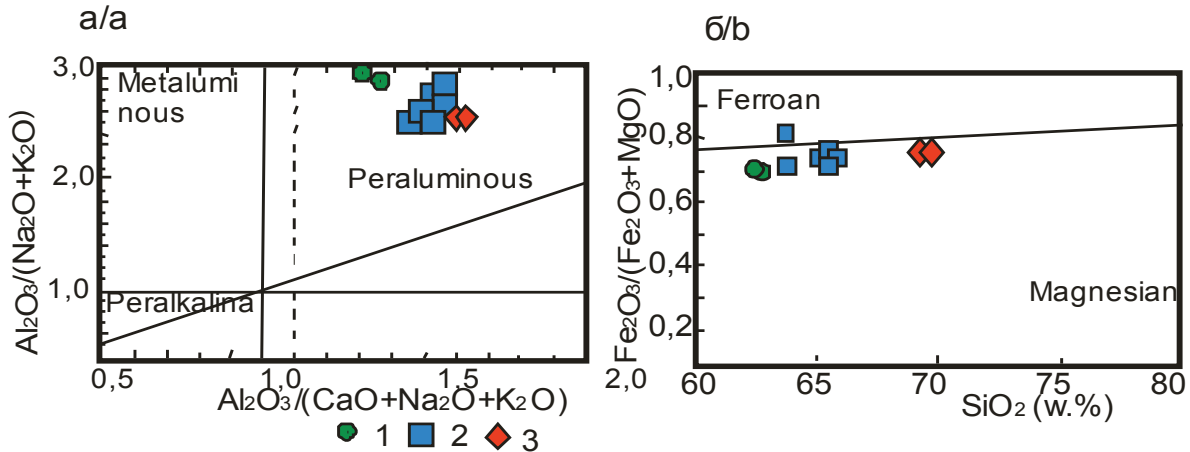 а/a
Metalumi
nous
Peraluminous
Peralkalina
3,0
2,0
1,0
Al₂O₃/(Na₂O+K₂O)
0,5
1,0
1,5
2,0
Al₂O₃/(CaO+Na₂O+K₂O)
б/b
Ferroan
Magnesian
1,0
0,8
0,6
0,4
0,2
Fe₂O₃/(Fe₂O₃+MgO)
60
65
70
75
80
SiO₂ (w.%)
1
2
3